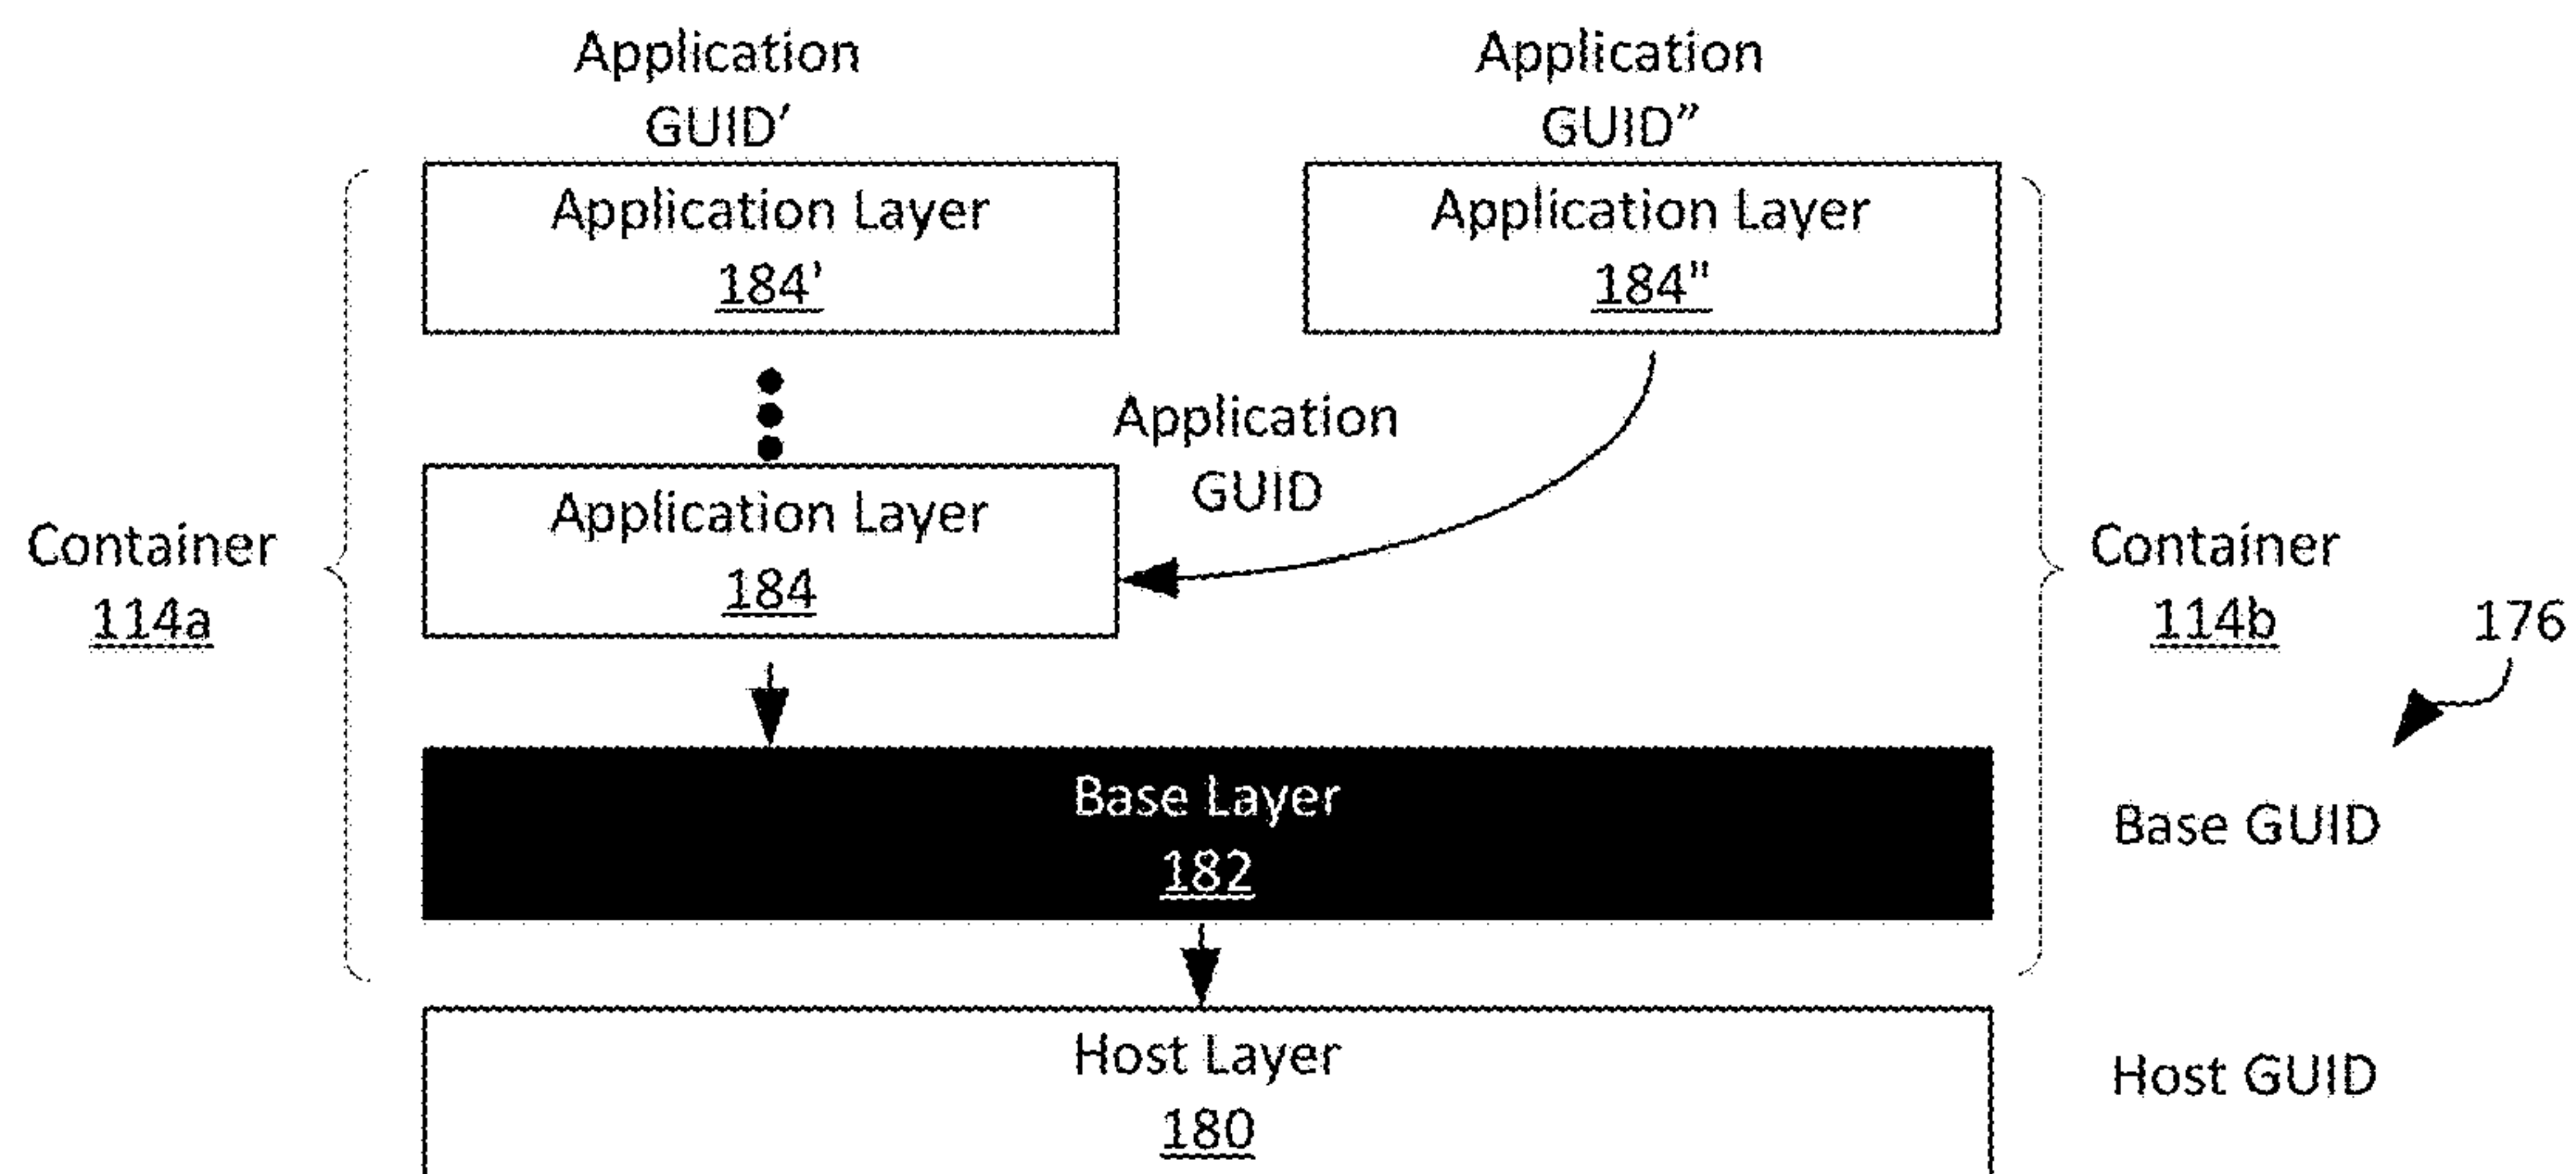 Application
GUID′
Application
GUID″
Application Layer
184'
Application Layer
184"
Application
GUID
Application Layer
184
Container
114a
Container
114b
176
Base Layer
182
Base GUID
Host Layer
180
Host GUID